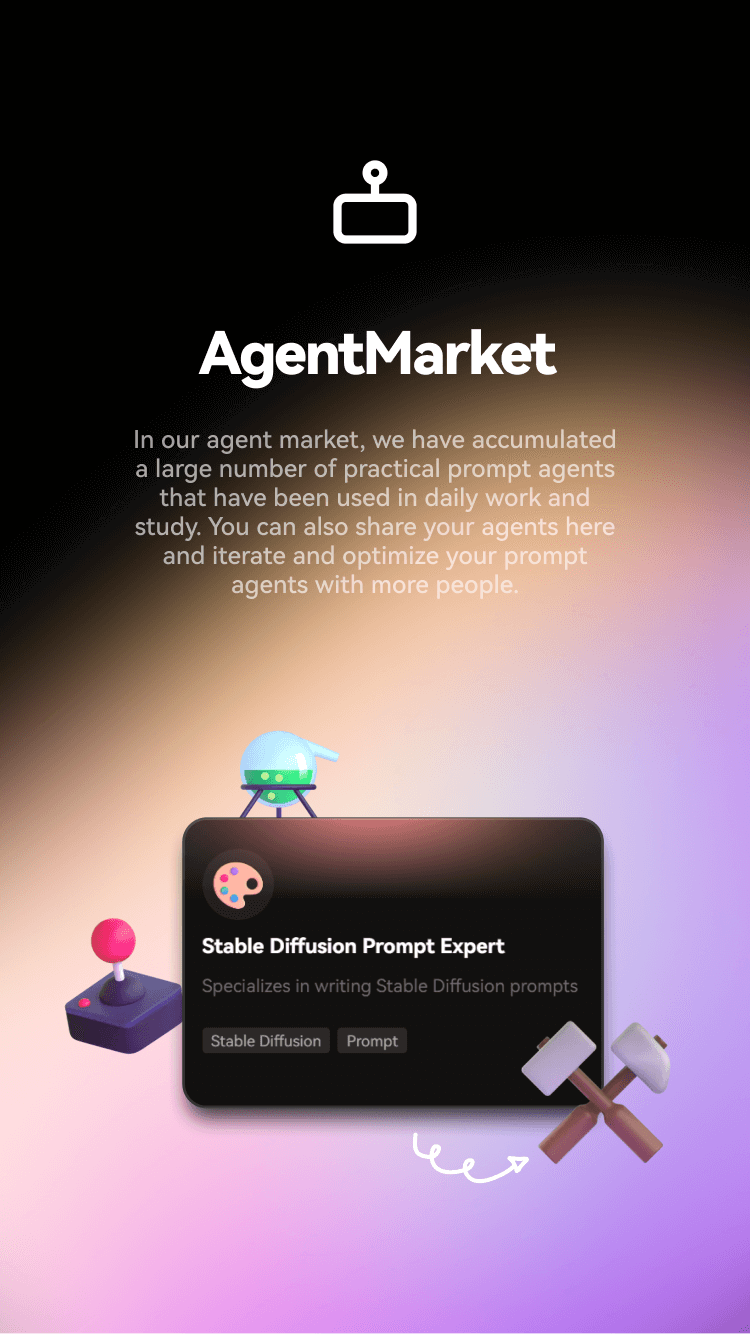 AgentMarket
In our agent market, we have accumulated
a large number of practical prompt agents
that have been used in daily work and
study. You can also share your agents here
and iterate and optimize your prompt
agents with more people.
Stable Diffusion Prompt Expert
Specializes in writing Stable Diffusion prompts
Stable Diffusion Prompt